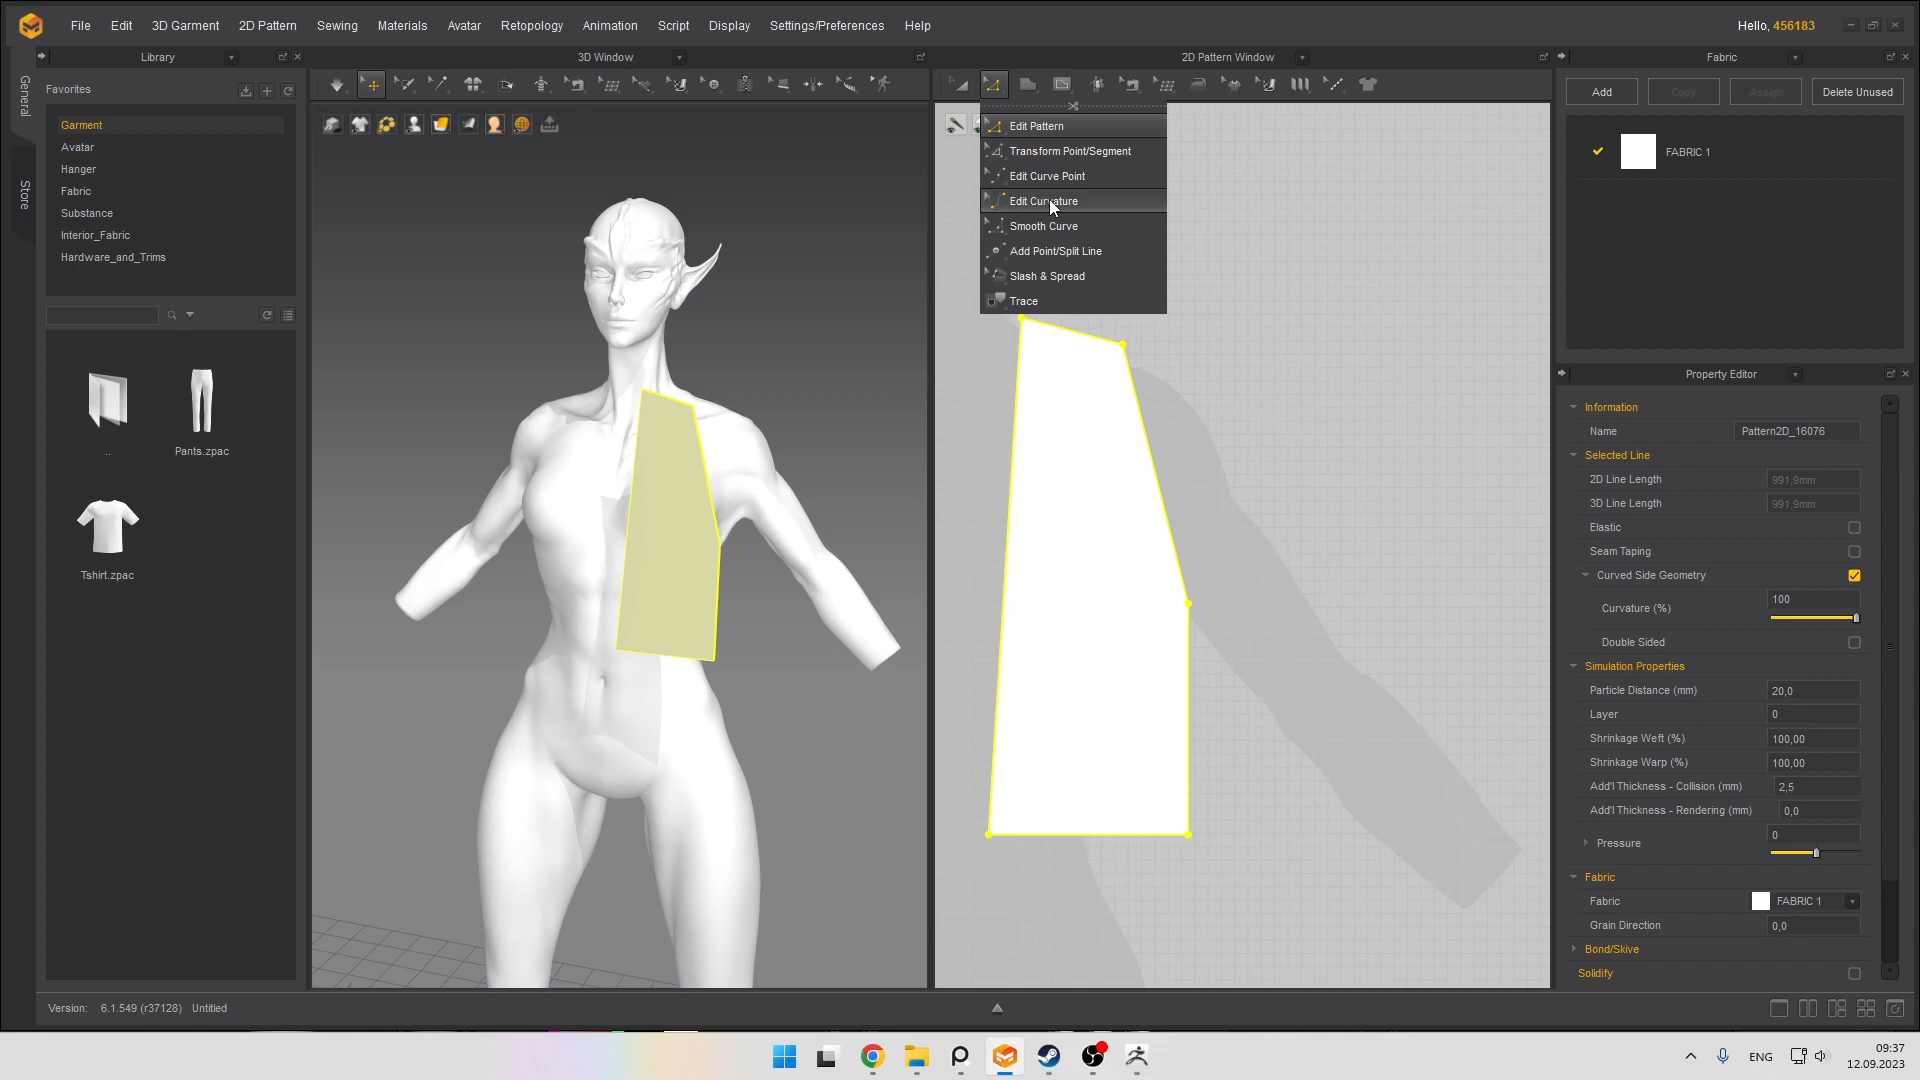 File Edit 3D Garment 2D Pattern Sewing Materials Avatar Retopology Animation Script Display Settings/Preferences Help
Hello, 456183
Library
3D Window
2D Pattern Window
Fabric
General
Store
Favorites
Garment
Avatar
Hanger
Fabric
Substance
Interior_Fabric
Hardware_and_Trims
..
Pants.zpac
Tshirt.zpac
Edit Pattern
Transform Point/Segment
Edit Curve Point
Edit Curvature
Smooth Curve
Add Point/Split Line
Slash & Spread
Trace
Add Copy Assign Delete Unused
FABRIC 1
Property Editor
Information
Name Pattern2D_16076
Selected Line
2D Line Length 991,9mm
3D Line Length 991,9mm
Elastic
Seam Taping
Curved Side Geometry
Curvature (%) 100
Double Sided
Simulation Properties
Particle Distance (mm) 20,0
Layer 0
Shrinkage Weft (%) 100,00
Shrinkage Warp (%) 100,00
Add'l Thickness - Collision (mm) 2,5
Add'l Thickness - Rendering (mm) 0,0
Pressure 0
Fabric
Fabric FABRIC 1
Grain Direction 0,0
Bond/Skive
Solidify
Version: 6.1.549 (r37128) Untitled
ENG
09:37
12.09.2023